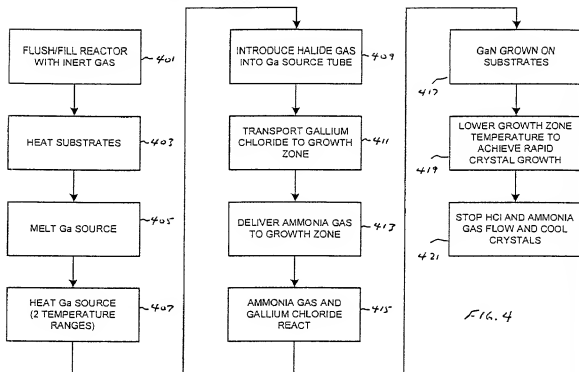 FLUSH/FILL REACTOR
WITH INERT GAS
401
HEAT SUBSTRATES
403
MELT Ga SOURCE
405
HEAT Ga SOURCE
(2 TEMPERATURE
RANGES)
407
INTRODUCE HALIDE GAS
INTO Ga SOURCE TUBE
409
TRANSPORT GALLIUM
CHLORIDE TO GROWTH
ZONE
411
DELIVER AMMONIA GAS
TO GROWTH ZONE
413
AMMONIA GAS AND
GALLIUM CHLORIDE
REACT
415
GaN GROWN ON
SUBSTRATES
417
LOWER GROWTH ZONE
TEMPERATURE TO
ACHIEVE RAPID
CRYSTAL GROWTH
419
STOP HCl AND AMMONIA
GAS FLOW AND COOL
CRYSTALS
421
FIG. 4